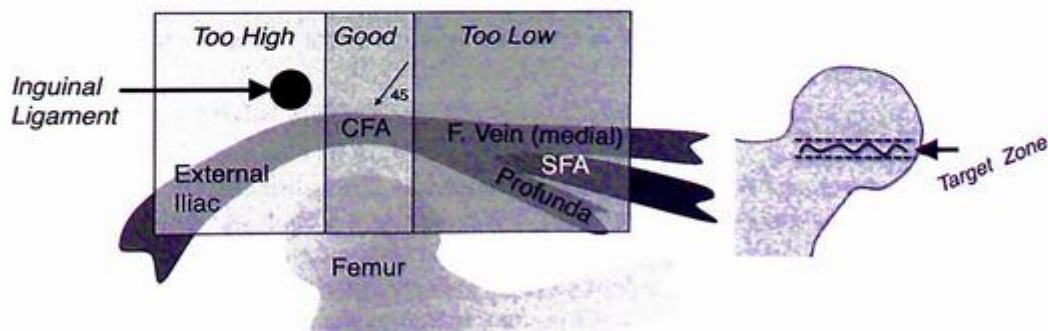 Too High
Good
Too Low
Inguinal
Ligament
45
CFA
F. Vein (medial)
SFA
External
Iliac
Profunda
Femur
Target Zone